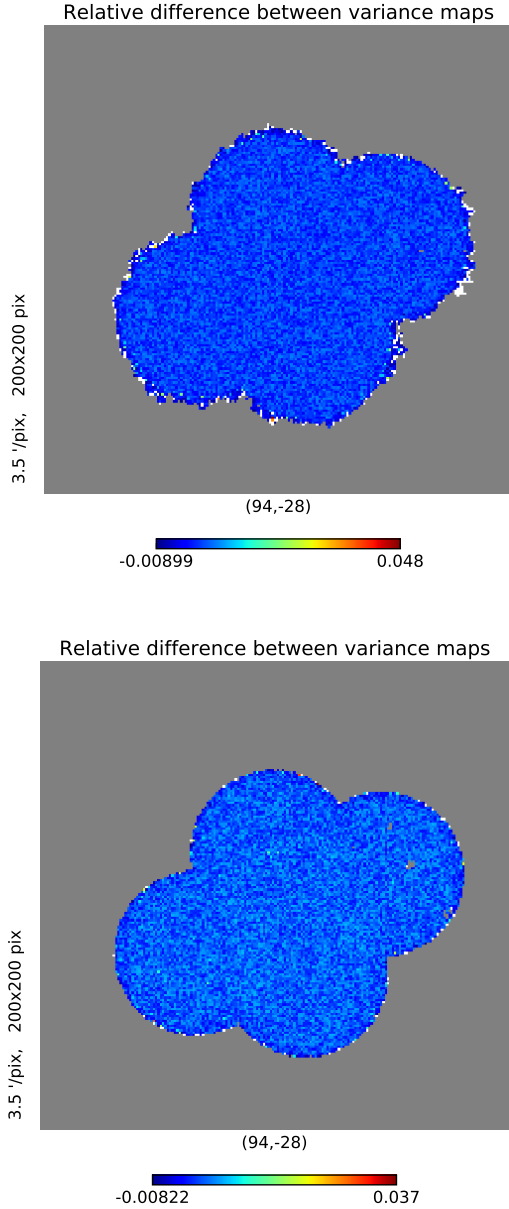 Relative difference between variance maps
3.5 '/pix,   200x200 pix
(94,-28)
-0.00899 0.048
Relative difference between variance maps
3.5 '/pix,   200x200 pix
(94,-28)
-0.00822 0.037